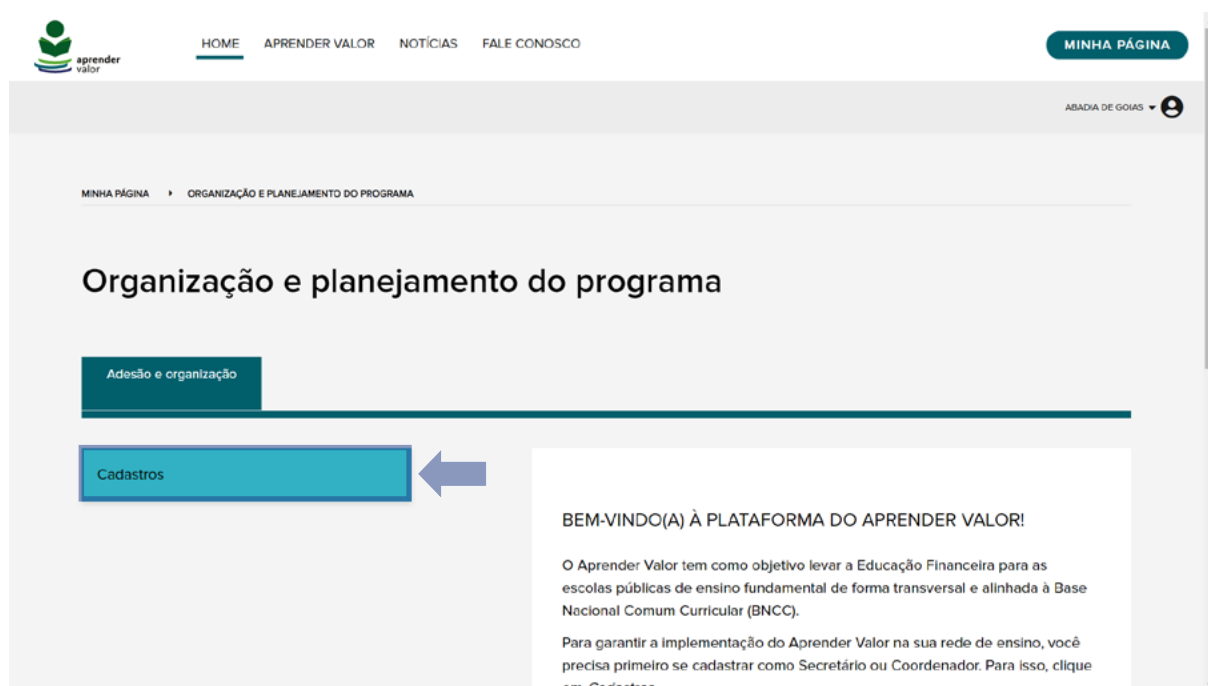 aprender
valor
HOME APRENDER VALOR NOTÍCIAS FALE CONOSCO
MINHA PÁGINA
ABADIA DE GOIAS
MINHA PÁGINA ORGANIZAÇÃO E PLANEJAMENTO DO PROGRAMA
Organização e planejamento do programa
Adesão e organização
Cadastros
BEM-VINDO(A) À PLATAFORMA DO APRENDER VALOR!
O Aprender Valor tem como objetivo levar a Educação Financeira para as
escolas públicas de ensino fundamental de forma transversal e alinhada à Base
Nacional Comum Curricular (BNCC).
Para garantir a implementação do Aprender Valor na sua rede de ensino, você
precisa primeiro se cadastrar como Secretário ou Coordenador. Para isso, clique
em Cadastros